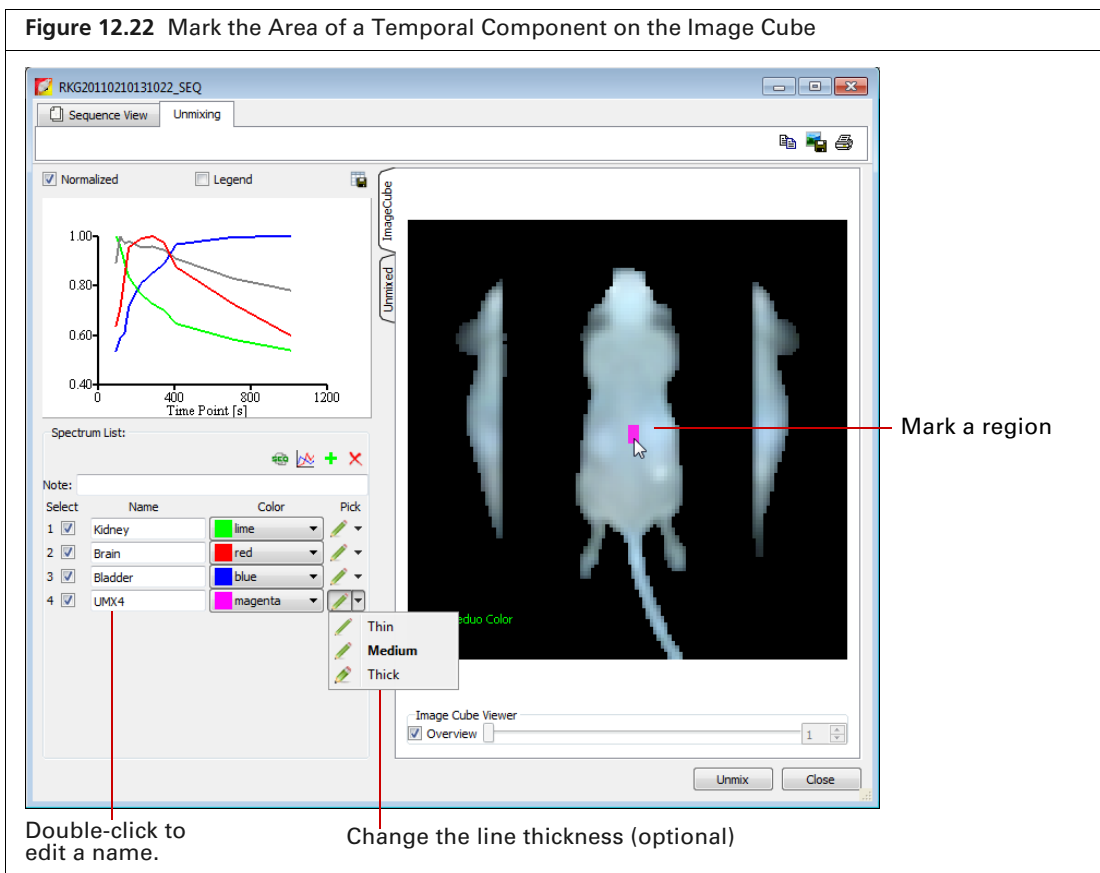 Figure 12.22 Mark the Area of a Temporal Component on the Image Cube
RKG20110210131022_SEQ
Sequence View
Unmixing
Normalized
Legend
ImageCube
Unmixed
1.00
0.80
0.60
0.40
0 400 800 1200
Time Point [s]
Spectrum List:
SEQ
Note:
Select Name Color Pick
1 Kidney lime
2 Brain red
3 Bladder blue
4 UMX4 magenta
Thin
Medium
Thick
Color
Image Cube Viewer
Overview
1
Unmix
Close
Mark a region
Double-click to
edit a name.
Change the line thickness (optional)